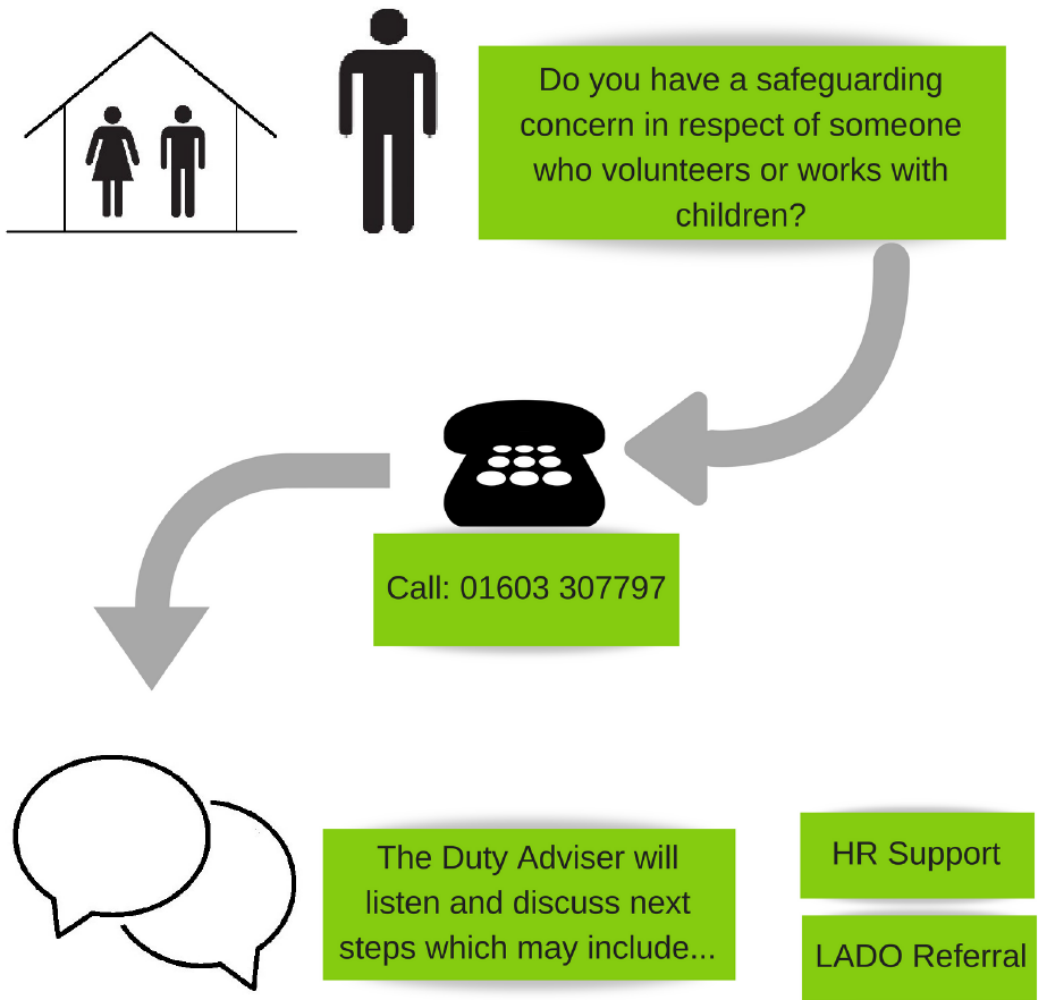 Do you have a safeguarding
concern in respect of someone
who volunteers or works with
children?
Call: 01603 307797
The Duty Adviser will
listen and discuss next
steps which may include...
HR Support
LADO Referral